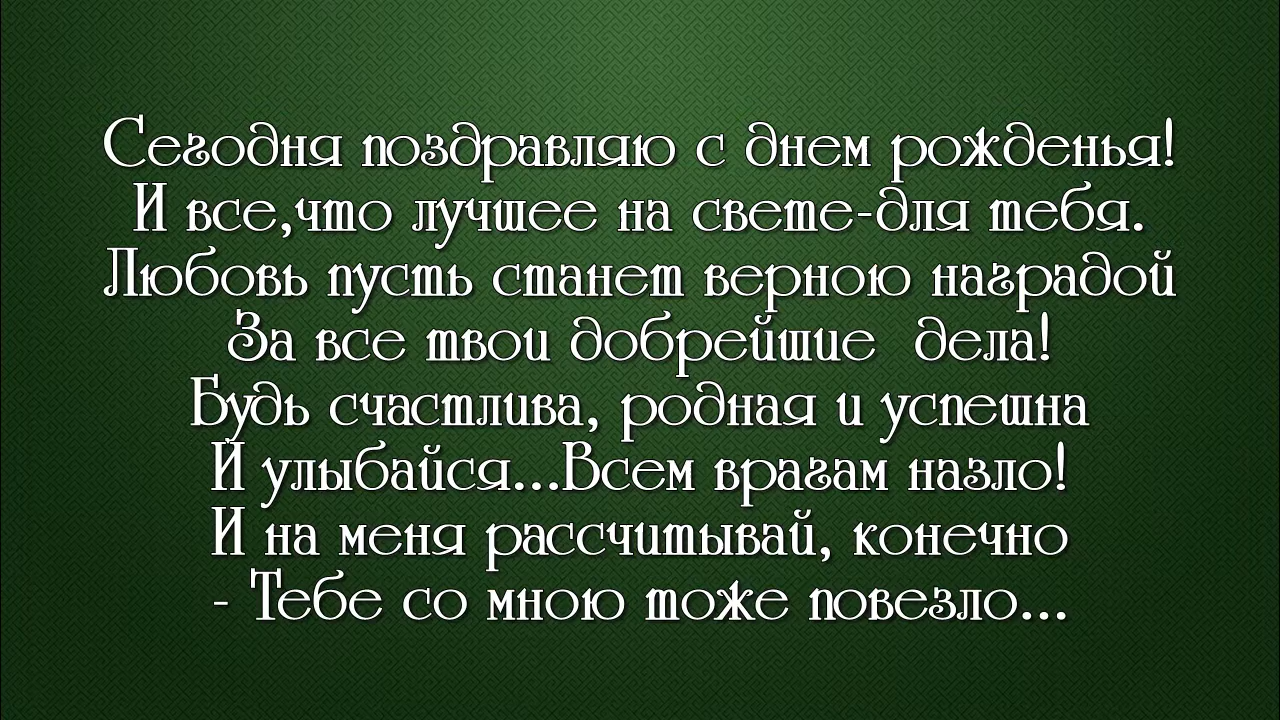 Сегодня поздравляю с днем рожденья!
И все,что лучшее на свете-для тебя.
Любовь пусть станет верною наградой
За все твои добрейшие  дела!
Будь счастлива, родная и успешна
И улыбайся...Всем врагам назло!
И на меня рассчитывай, конечно
- Тебе со мною тоже повезло...